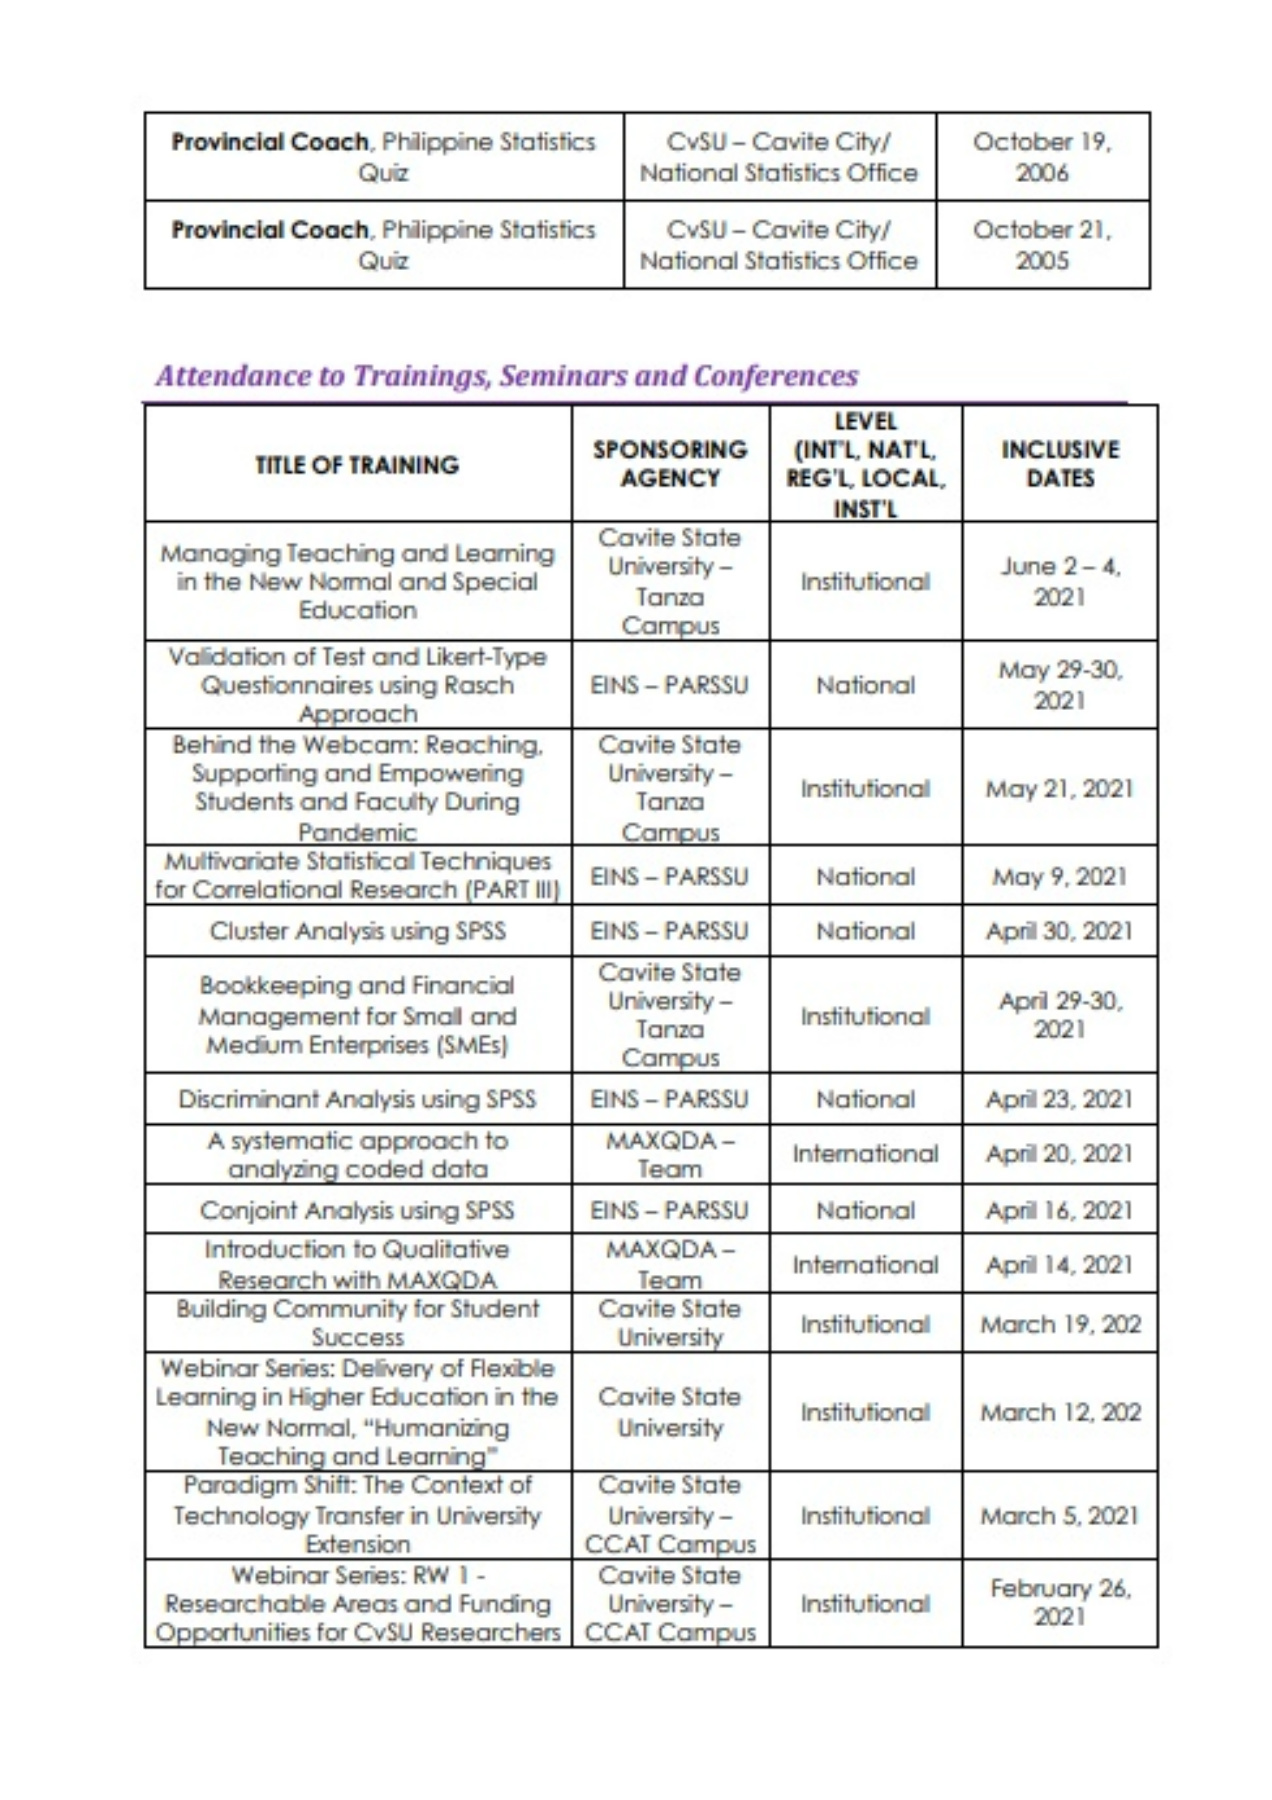 Provincial Coach, Philippine Statistics
Quiz
CvSU – Cavite City/
National Statistics Office
October 19,
2006
Provincial Coach, Philippine Statistics
Quiz
CvSU – Cavite City/
National Statistics Office
October 21,
2005
Attendance to Trainings, Seminars and Conferences
TITLE OF TRAINING
SPONSORING
AGENCY
LEVEL
(INT'L, NAT'L,
REG'L, LOCAL,
INST'L
INCLUSIVE
DATES
Managing Teaching and Learning
in the New Normal and Special
Education
Cavite State
University –
Tanza
Campus
Institutional
June 2 – 4,
2021
Validation of Test and Likert-Type
Questionnaires using Rasch
Approach
EINS – PARSSU
National
May 29-30,
2021
Behind the Webcam: Reaching,
Supporting and Empowering
Students and Faculty During
Pandemic
Cavite State
University –
Tanza
Campus
Institutional
May 21, 2021
Multivariate Statistical Techniques
for Correlational Research (PART III)
EINS – PARSSU
National
May 9, 2021
Cluster Analysis using SPSS
EINS – PARSSU
National
April 30, 2021
Bookkeeping and Financial
Management for Small and
Medium Enterprises (SMEs)
Cavite State
University –
Tanza
Campus
Institutional
April 29-30,
2021
Discriminant Analysis using SPSS
EINS – PARSSU
National
April 23, 2021
A systematic approach to
analyzing coded data
MAXQDA –
Team
International
April 20, 2021
Conjoint Analysis using SPSS
EINS – PARSSU
National
April 16, 2021
Introduction to Qualitative
Research with MAXQDA
MAXQDA –
Team
International
April 14, 2021
Building Community for Student
Success
Cavite State
University
Institutional
March 19, 202
Webinar Series: Delivery of Flexible
Learning in Higher Education in the
New Normal, "Humanizing
Teaching and Learning"
Cavite State
University
Institutional
March 12, 202
Paradigm Shift: The Context of
Technology Transfer in University
Extension
Cavite State
University –
CCAT Campus
Institutional
March 5, 2021
Webinar Series: RW 1 -
Researchable Areas and Funding
Opportunities for CvSU Researchers
Cavite State
University –
CCAT Campus
Institutional
February 26,
2021